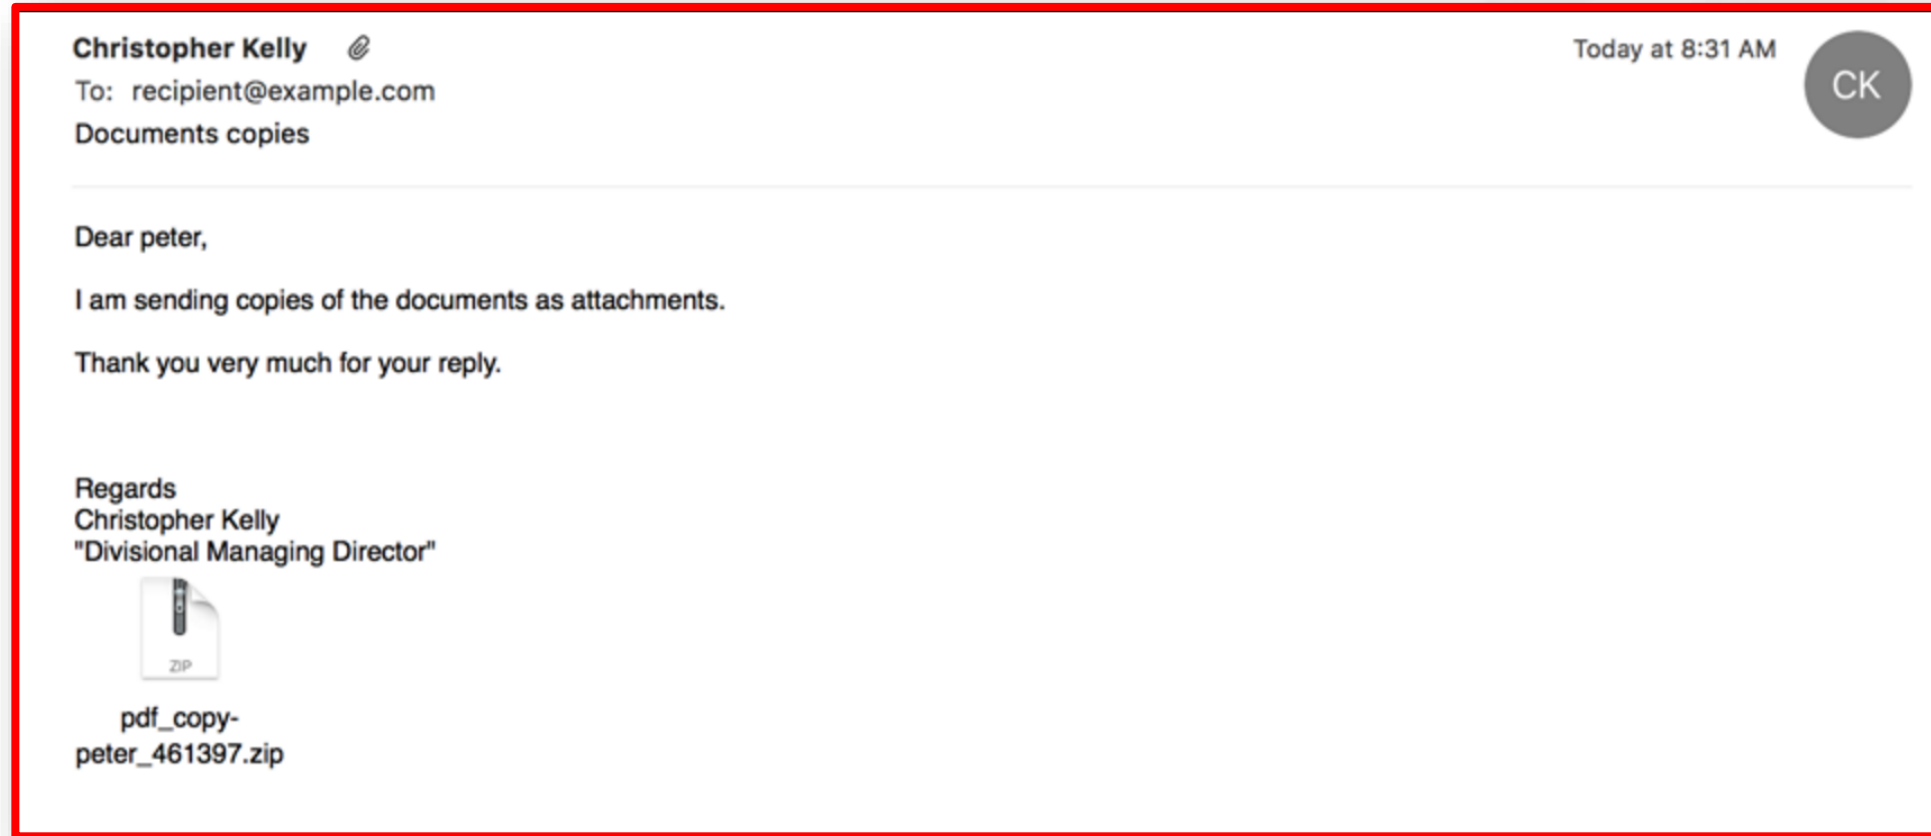 Christopher Kelly
Today at 8:31 AM
CK
To: recipient@example.com
Documents copies
Dear peter,
I am sending copies of the documents as attachments.
Thank you very much for your reply.
Regards
Christopher Kelly
"Divisional Managing Director"
ZIP
pdf_copy-
peter_461397.zip